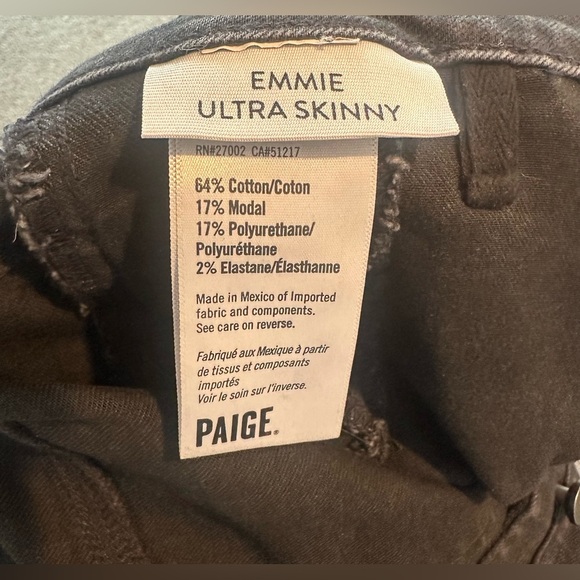 EMMIE
ULTRA SKINNY
RN#27002 CA#51217
64% Cotton/Coton
17% Modal
17% Polyurethane/
Polyuréthane
2% Elastane/Élasthanne
Made in Mexico of Imported
fabric and components.
See care on reverse.
Fabriqué aux Mexique à partir
de tissus et composants
importés
Voir le soin sur l'inverse.
PAIGE.